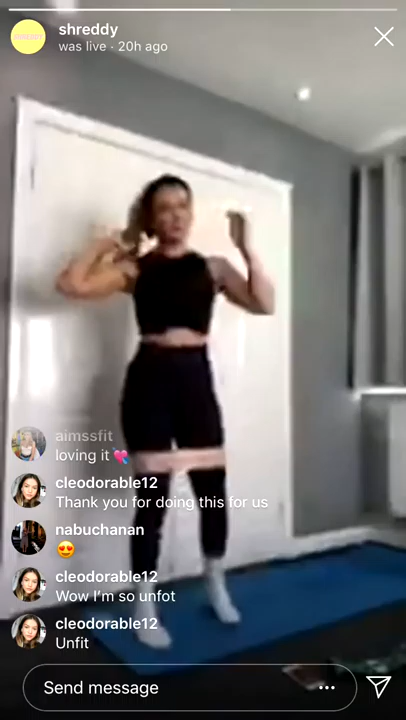 SHREDDY
shreddy
was live · 20h ago
aimssfit
loving it 💘
cleodorable12
Thank you for doing this for us
nabuchanan
😍
cleodorable12
Wow I'm so unfot
cleodorable12
Unfit
Send message